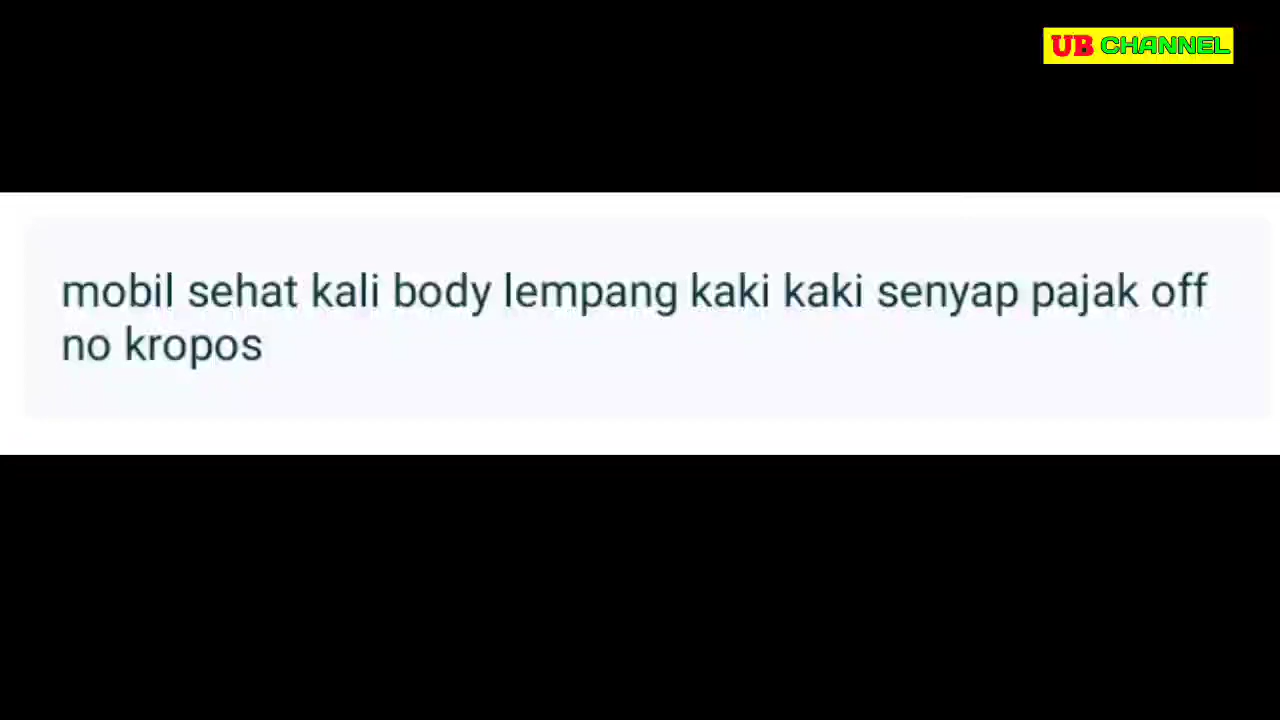 UB CHANNEL
mobil sehat kali body lempang kaki kaki senyap pajak off
no kropos